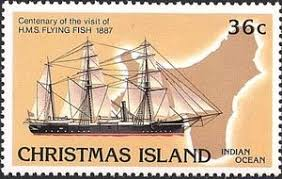 Centenary of the visit of
H.M.S. FLYING FISH 1887
36c
CHRISTMAS ISLAND
INDIAN
OCEAN